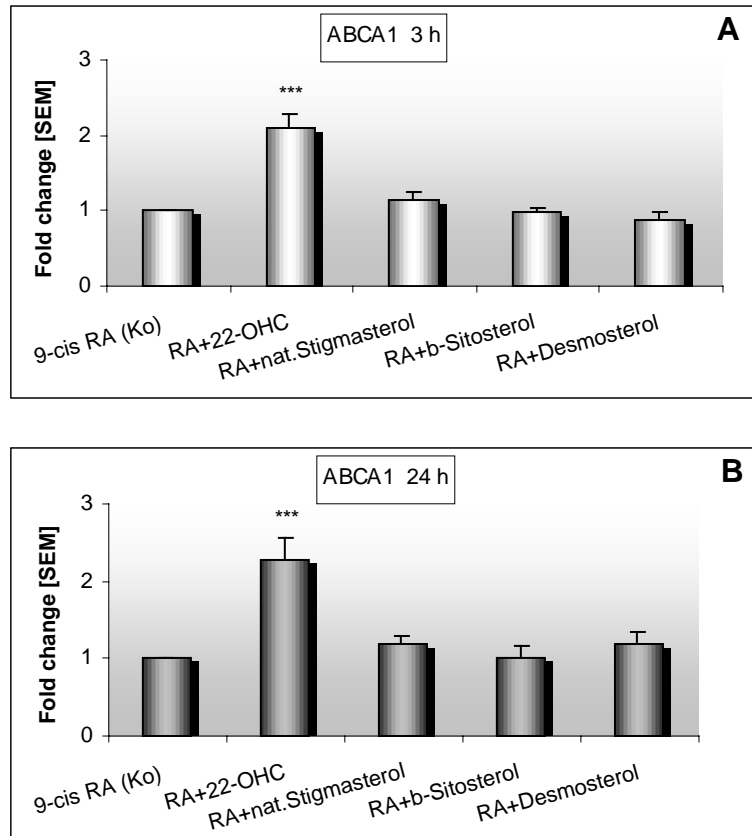 ABCA1 3 h
A
3
2
1
0
Fold change [SEM]
***
9-cis RA (Ko)
RA+22-OHC
RA+nat.Stigmasterol
RA+b-Sitosterol
RA+Desmosterol
ABCA1 24 h
B
3
2
1
0
Fold change [SEM]
***
9-cis RA (Ko)
RA+22-OHC
RA+nat.Stigmasterol
RA+b-Sitosterol
RA+Desmosterol